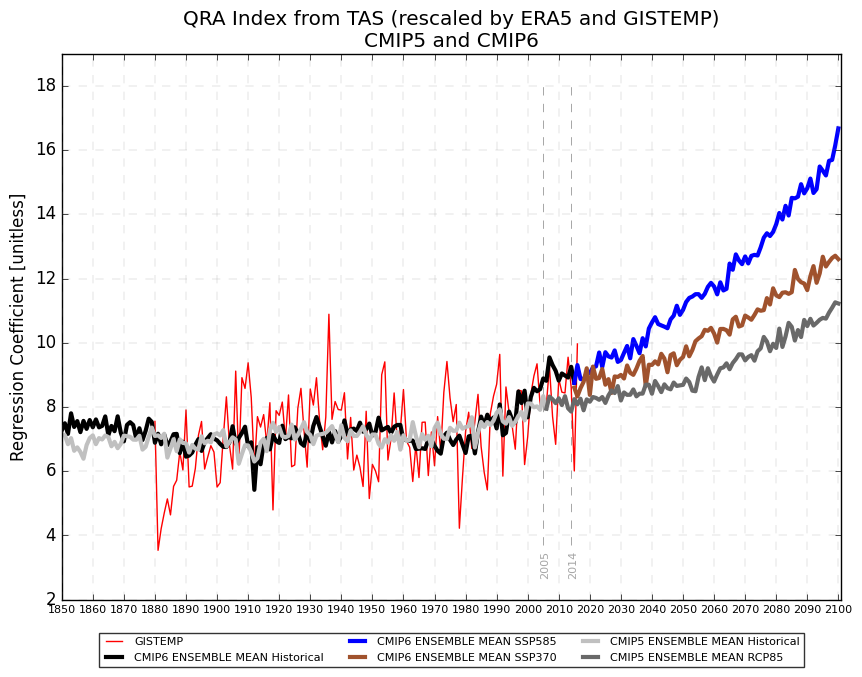 QRA Index from TAS (rescaled by ERA5 and GISTEMP)
CMIP5 and CMIP6
Regression Coefficient [unitless]
18
16
14
12
10
8
6
4
2
2005
2014
1850 1860 1870 1880 1890 1900 1910 1920 1930 1940 1950 1960 1970 1980 1990 2000 2010 2020 2030 2040 2050 2060 2070 2080 2090 2100
GISTEMP
CMIP6 ENSEMBLE MEAN Historical
CMIP6 ENSEMBLE MEAN SSP585
CMIP6 ENSEMBLE MEAN SSP370
CMIP5 ENSEMBLE MEAN Historical
CMIP5 ENSEMBLE MEAN RCP85